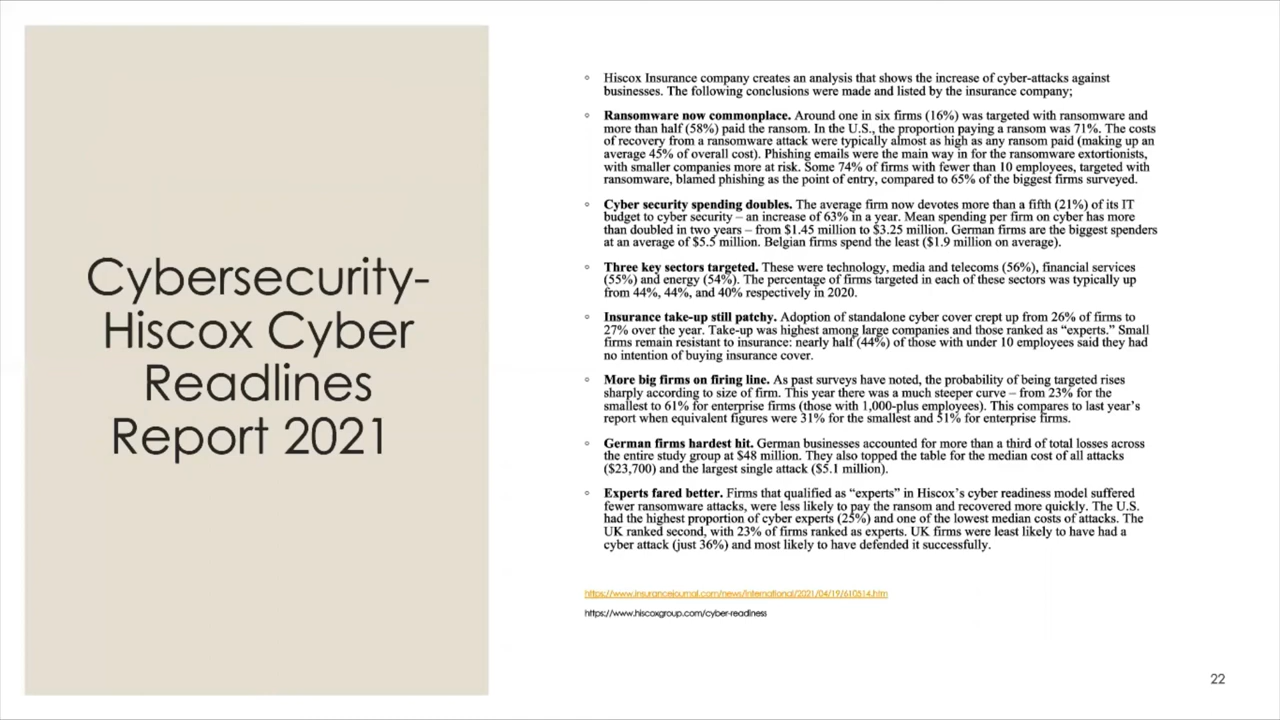 Cybersecurity-
Hiscox Cyber
Readlines
Report 2021
◦ Hiscox Insurance company creates an analysis that shows the increase of cyber-attacks against
businesses. The following conclusions were made and listed by the insurance company;
◦ Ransomware now commonplace. Around one in six firms (16%) was targeted with ransomware and
more than half (58%) paid the ransom. In the U.S., the proportion paying a ransom was 71%. The costs
of recovery from a ransomware attack were typically almost as high as any ransom paid (making up an
average 45% of overall cost). Phishing emails were the main way in for the ransomware extortionists,
with smaller companies more at risk. Some 74% of firms with fewer than 10 employees, targeted with
ransomware, blamed phishing as the point of entry, compared to 65% of the biggest firms surveyed.
◦ Cyber security spending doubles. The average firm now devotes more than a fifth (21%) of its IT
budget to cyber security – an increase of 63% in a year. Mean spending per firm on cyber has more
than doubled in two years – from $1.45 million to $3.25 million. German firms are the biggest spenders
at an average of $5.5 million. Belgian firms spend the least ($1.9 million on average).
◦ Three key sectors targeted. These were technology, media and telecoms (56%), financial services
(55%) and energy (54%). The percentage of firms targeted in each of these sectors was typically up
from 44%, 44%, and 40% respectively in 2020.
◦ Insurance take-up still patchy. Adoption of standalone cyber cover crept up from 26% of firms to
27% over the year. Take-up was highest among large companies and those ranked as “experts.” Small
firms remain resistant to insurance: nearly half (44%) of those with under 10 employees said they had
no intention of buying insurance cover.
◦ More big firms on firing line. As past surveys have noted, the probability of being targeted rises
sharply according to size of firm. This year there was a much steeper curve – from 23% for the
smallest to 61% for enterprise firms (those with 1,000-plus employees). This compares to last year’s
report when equivalent figures were 31% for the smallest and 51% for enterprise firms.
◦ German firms hardest hit. German businesses accounted for more than a third of total losses across
the entire study group at $48 million. They also topped the table for the median cost of all attacks
($23,700) and the largest single attack ($5.1 million).
◦ Experts fared better. Firms that qualified as “experts” in Hiscox’s cyber readiness model suffered
fewer ransomware attacks, were less likely to pay the ransom and recovered more quickly. The U.S.
had the highest proportion of cyber experts (25%) and one of the lowest median costs of attacks. The
UK ranked second, with 23% of firms ranked as experts. UK firms were least likely to have had a
cyber attack (just 36%) and most likely to have defended it successfully.
https://www.insurancejournal.com/news/international/2021/04/19/610514.htm
https://www.hiscoxgroup.com/cyber-readiness
22